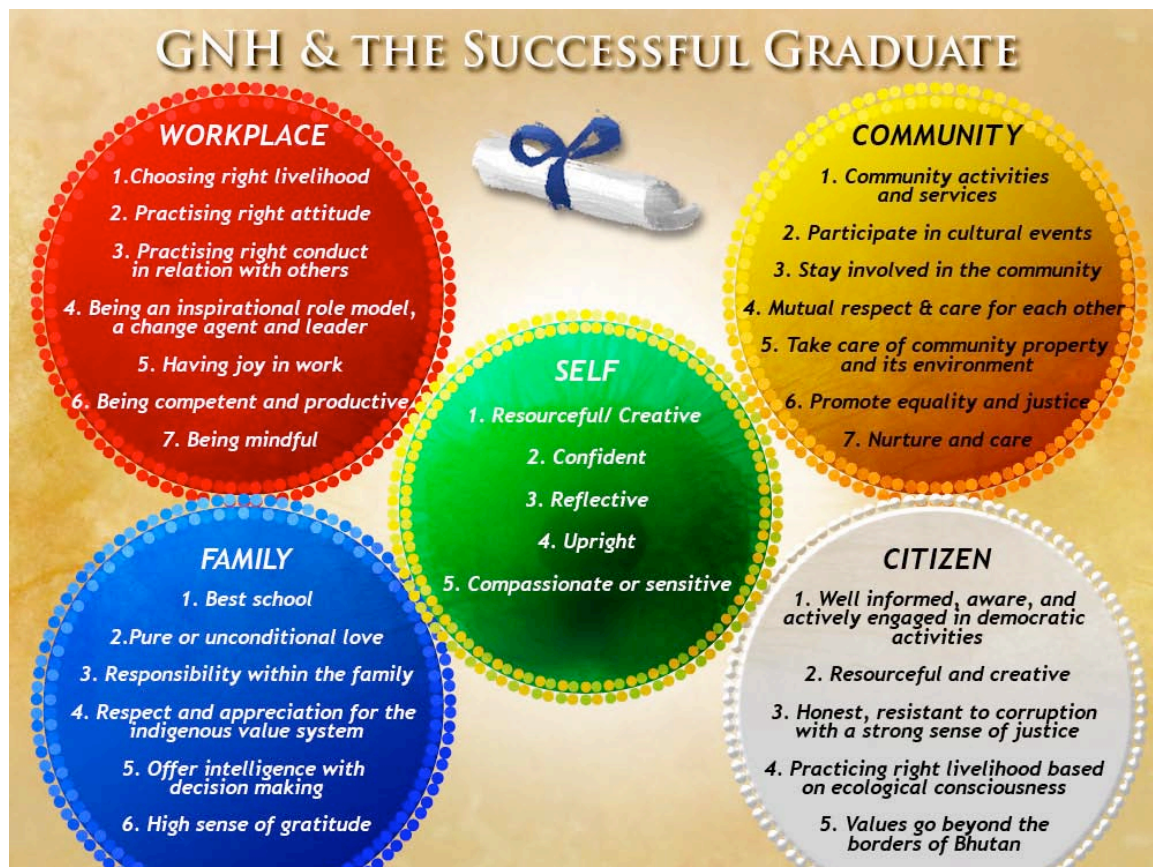 GNH & THE SUCCESSFUL GRADUATE
WORKPLACE
1.Choosing right livelihood
2. Practising right attitude
3. Practising right conduct
in relation with others
4. Being an inspirational role model,
a change agent and leader
5. Having joy in work
6. Being competent and productive
7. Being mindful
COMMUNITY
1. Community activities
and services
2. Participate in cultural events
3. Stay involved in the community
4. Mutual respect & care for each other
5. Take care of community property
and its environment
6. Promote equality and justice
7. Nurture and care
SELF
1. Resourceful/ Creative
2. Confident
3. Reflective
4. Upright
5. Compassionate or sensitive
FAMILY
1. Best school
2.Pure or unconditional love
3. Responsibility within the family
4. Respect and appreciation for the
indigenous value system
5. Offer intelligence with
decision making
6. High sense of gratitude
CITIZEN
1. Well informed, aware, and
actively engaged in democratic
activities
2. Resourceful and creative
3. Honest, resistant to corruption
with a strong sense of justice
4. Practicing right livelihood based
on ecological consciousness
5. Values go beyond the
borders of Bhutan